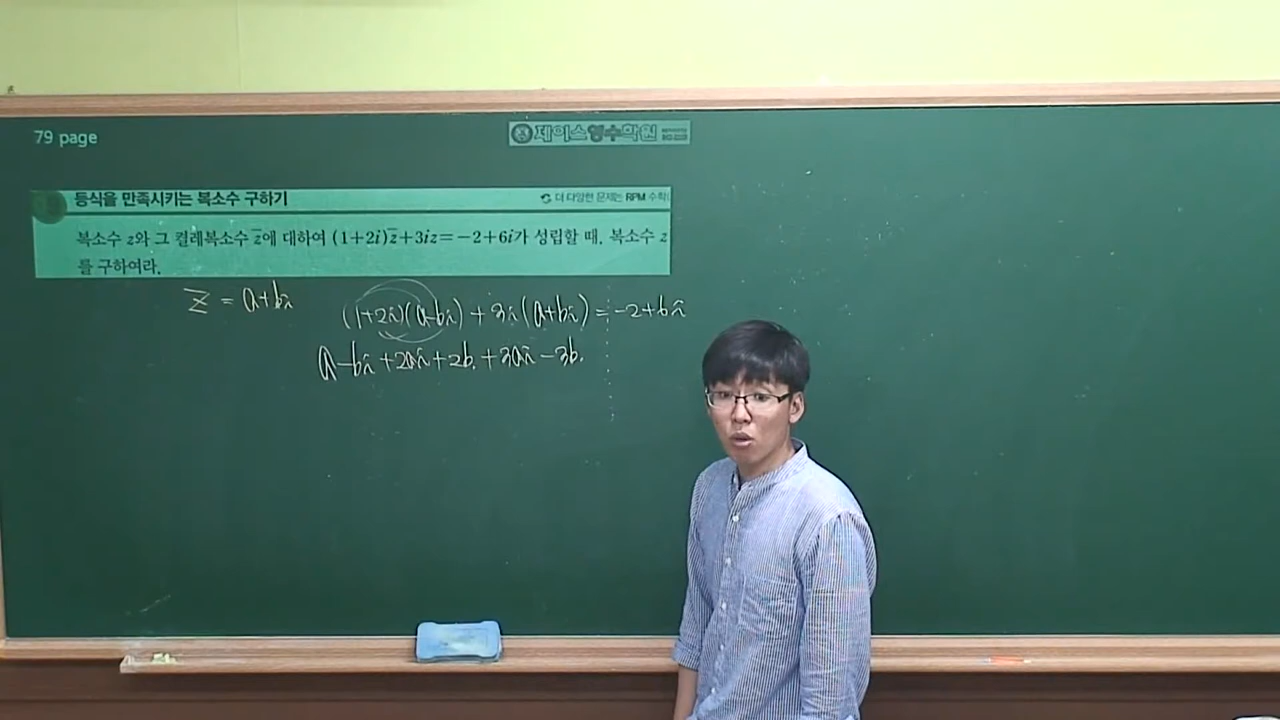 79 page
제이스영수학원
등식을 만족시키는 복소수 구하기
더 다양한 문제는 RPM 수학
복소수 z와 그 켤레복소수 z̄에 대하여 (1+2i)z̄+3iz=-2+6i가 성립할 때, 복소수 z
를 구하여라.
z = a+bi
(1+2i)(a-bi)+3i(a+bi)=-2+6i
a-bi+2ai+2b+3ai-3b